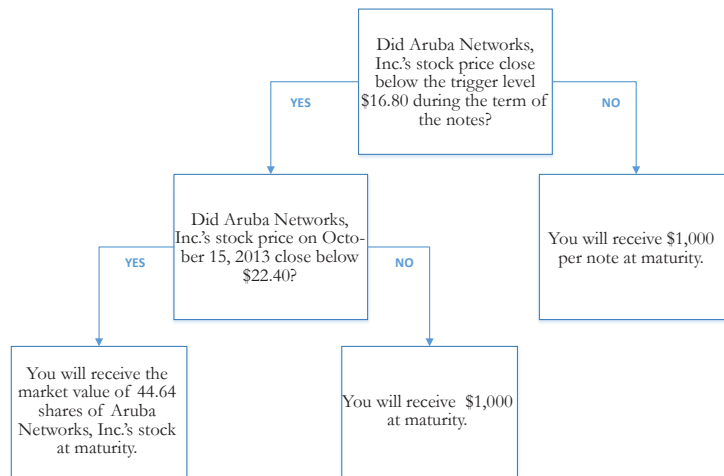 Did Aruba Networks,
Inc.'s stock price close
below the trigger level
$16.80 during the term of
the notes?
YES
NO
Did Aruba Networks,
Inc.'s stock price on Octo-
ber 15, 2013 close below
$22.40?
You will receive $1,000
per note at maturity.
YES
NO
You will receive the
market value of 44.64
shares of Aruba
Networks, Inc.'s stock
at maturity.
You will receive $1,000
at maturity.